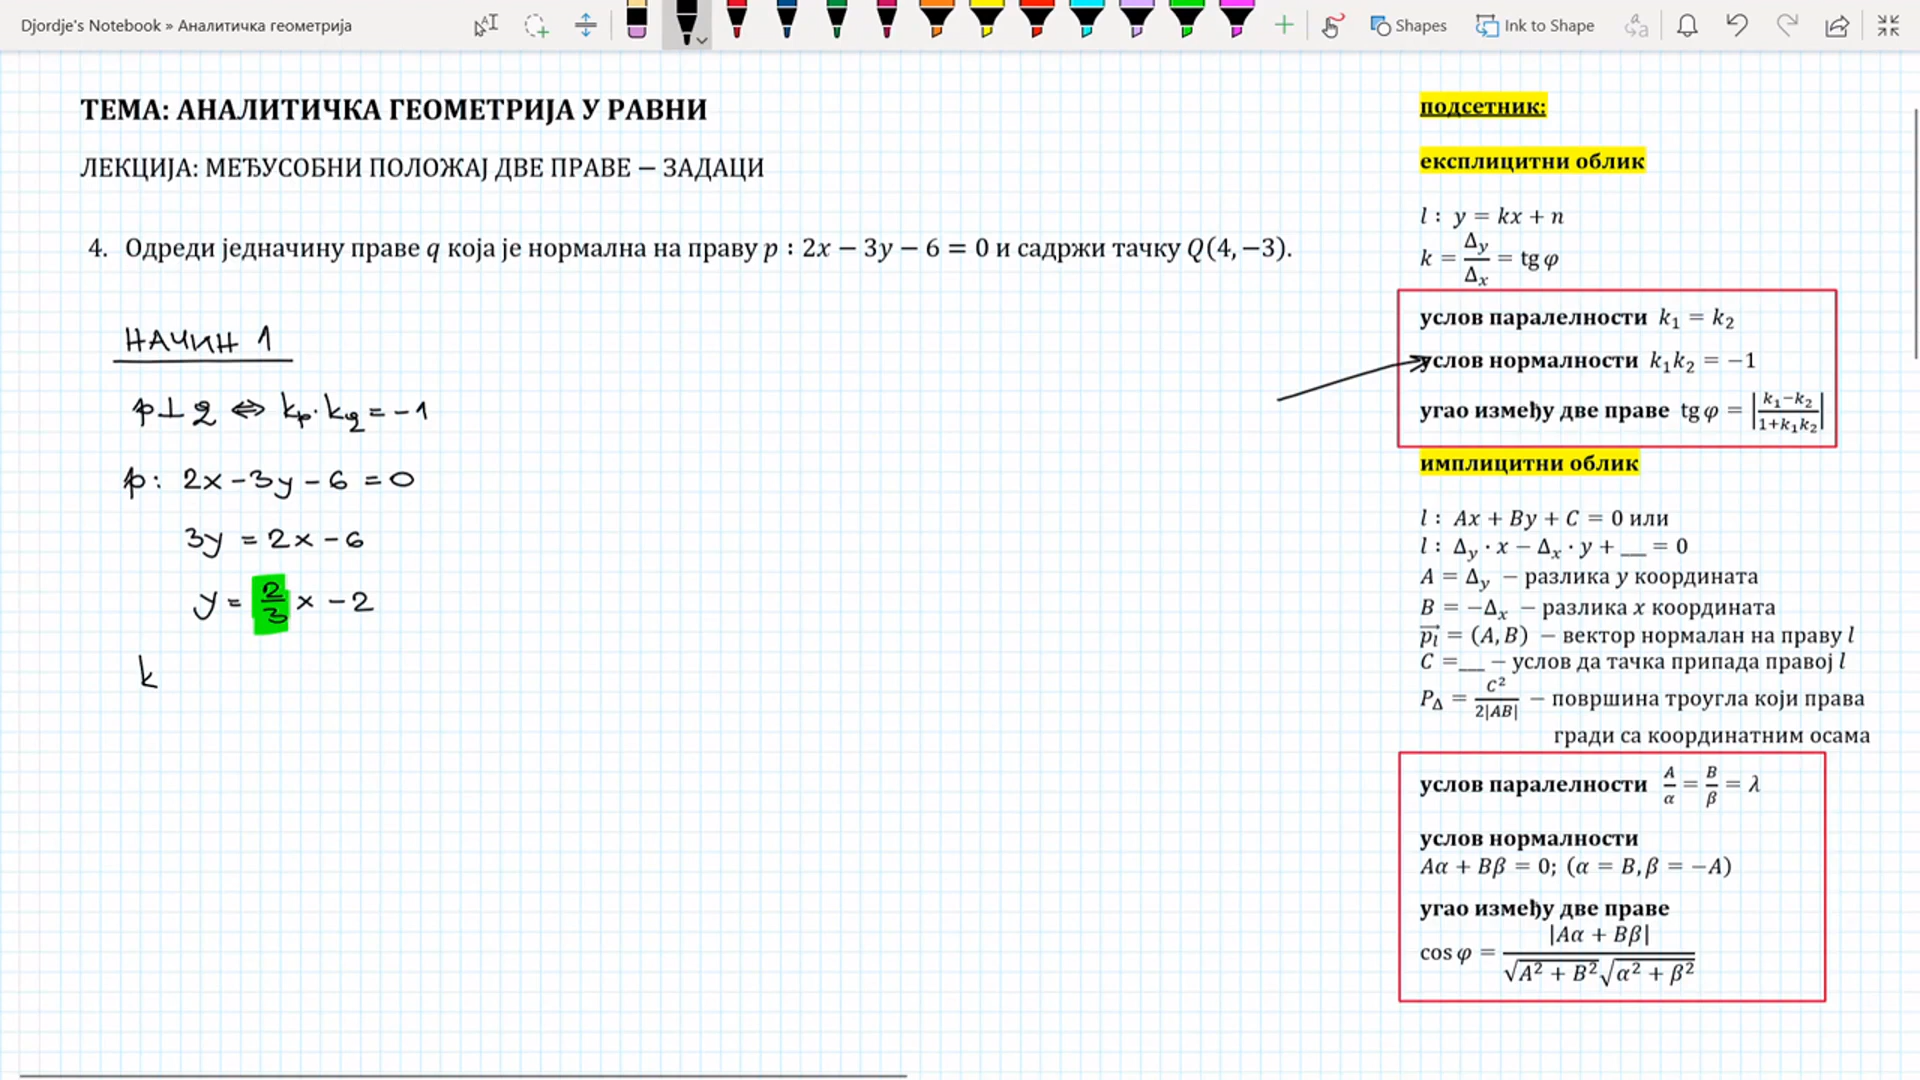 Djordje's Notebook » Аналитичка геометрија
Shapes
Ink to Shape
ТЕМА: АНАЛИТИЧКА ГЕОМЕТРИЈА У РАВНИ
ЛЕКЦИЈА: МЕЂУСОБНИ ПОЛОЖАЈ ДВЕ ПРАВЕ – ЗАДАЦИ
4. Одреди једначину праве q која је нормална на праву p : 2x − 3y − 6 = 0 и садржи тачку Q(4, −3).
НАЧИН 1
p ⊥ q ⇔ kp · kq = −1
p: 2x − 3y − 6 = 0
3y = 2x − 6
y = 2/3 x − 2
k
подсетник:
експлицитни облик
l : y = kx + n
k = Δy/Δx = tg φ
услов паралелности k₁ = k₂
услов нормалности k₁k₂ = −1
угао између две праве tg φ = |(k₁−k₂)/(1+k₁k₂)|
имплицитни облик
l : Ax + By + C = 0 или
l : Δy · x − Δx · y + __ = 0
A = Δy – разлика y координата
B = −Δx – разлика x координата
p⃗l = (A, B) – вектор нормалан на праву l
C = __ – услов да тачка припада правој l
PΔ = C²/2|AB| – површина троугла који права
гради са координатним осама
услов паралелности A/α = B/β = λ
услов нормалности
Aα + Bβ = 0; (α = B, β = −A)
угао између две праве
cos φ = |Aα + Bβ| / √(A² + B²)√(α² + β²)